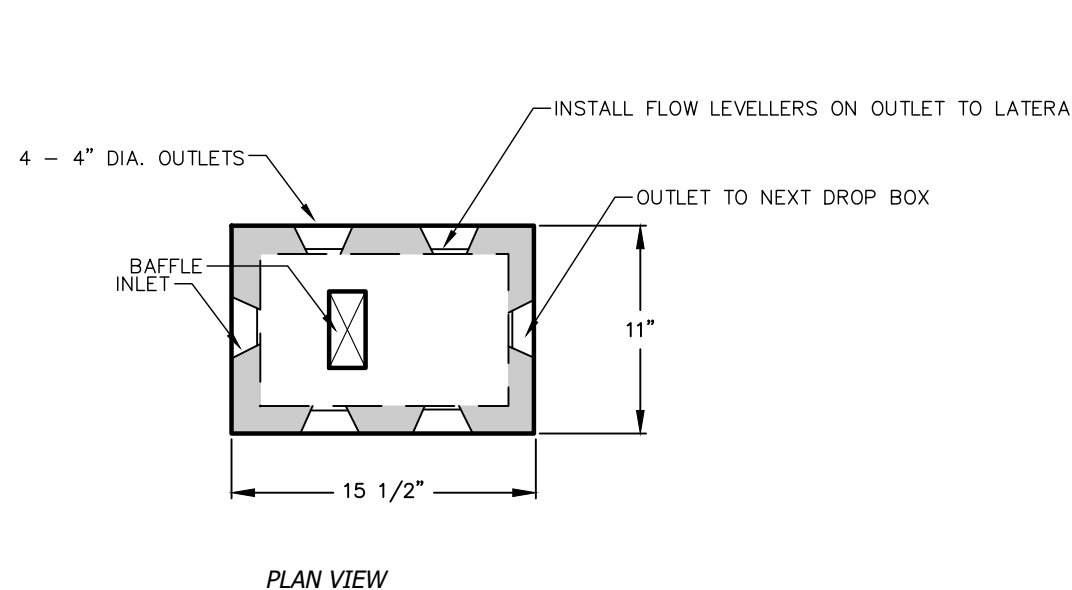 INSTALL FLOW LEVELLERS ON OUTLET TO LATERA
4 – 4” DIA. OUTLETS
OUTLET TO NEXT DROP BOX
BAFFLE
INLET
11”
15 1/2”
PLAN VIEW